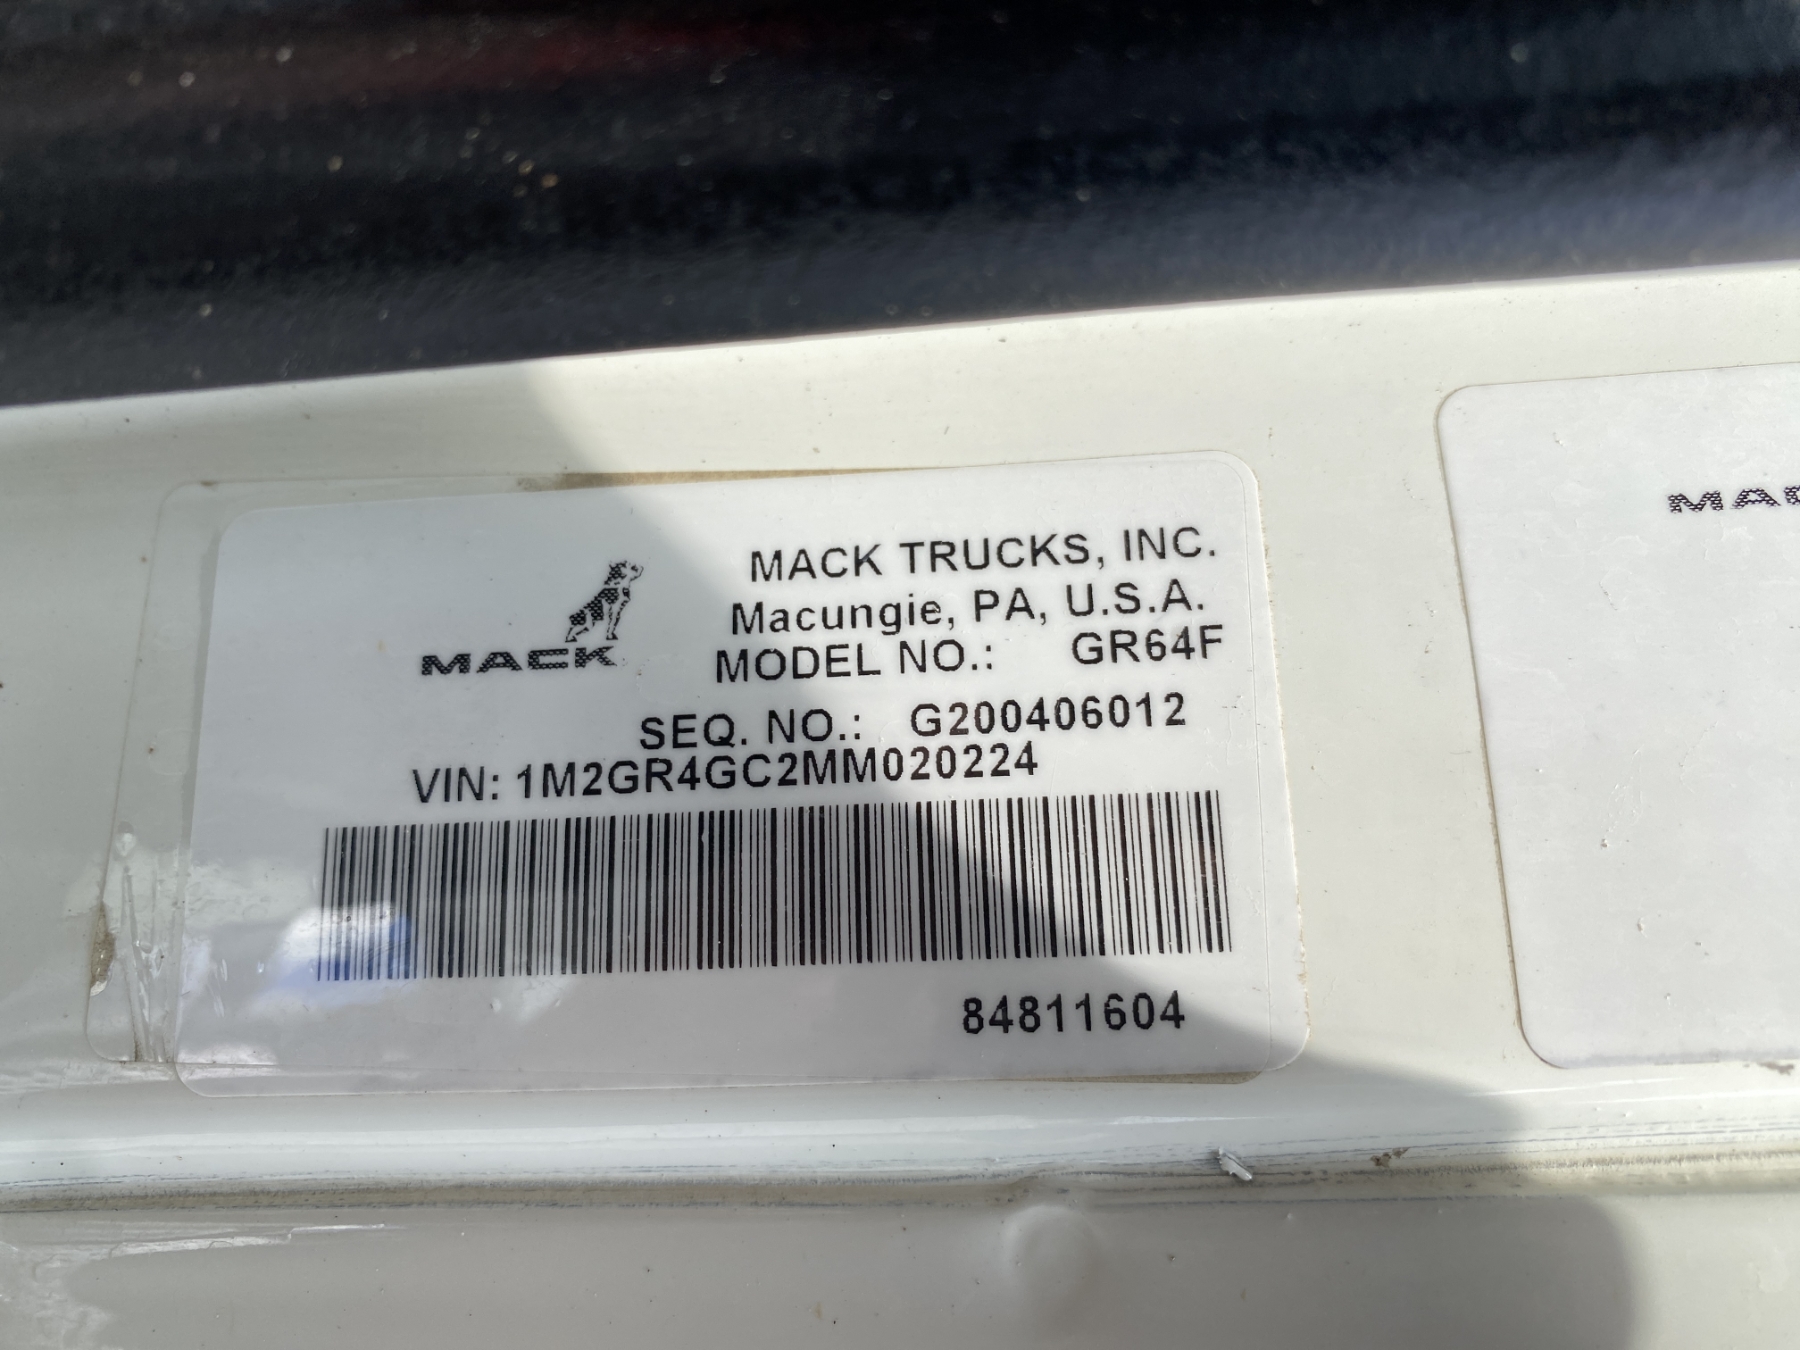 MACK TRUCKS, INC.
Macungie, PA, U.S.A.
MACK
MODEL NO.: GR64F
SEQ. NO.: G200406012
VIN: 1M2GR4GC2MM020224
84811604